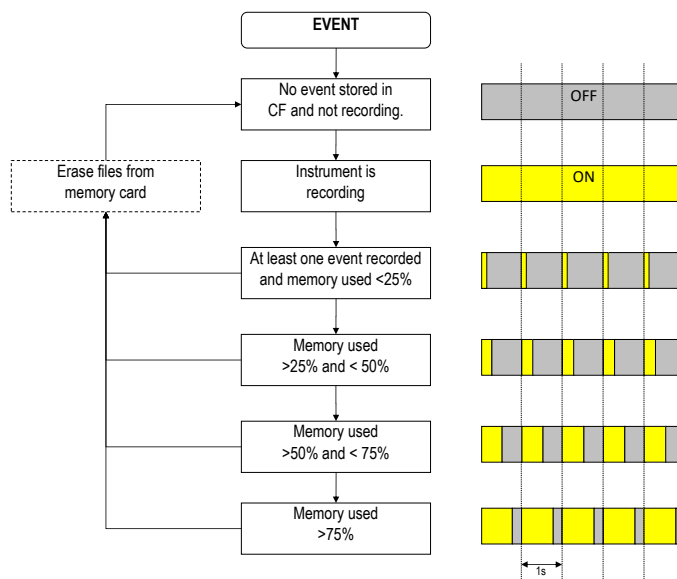 EVENT
No event stored in
CF and not recording.
OFF
Erase files from
memory card
Instrument is
recording
ON
At least one event recorded
and memory used <25%
Memory used
>25% and < 50%
Memory used
>50% and < 75%
Memory used
>75%
1s